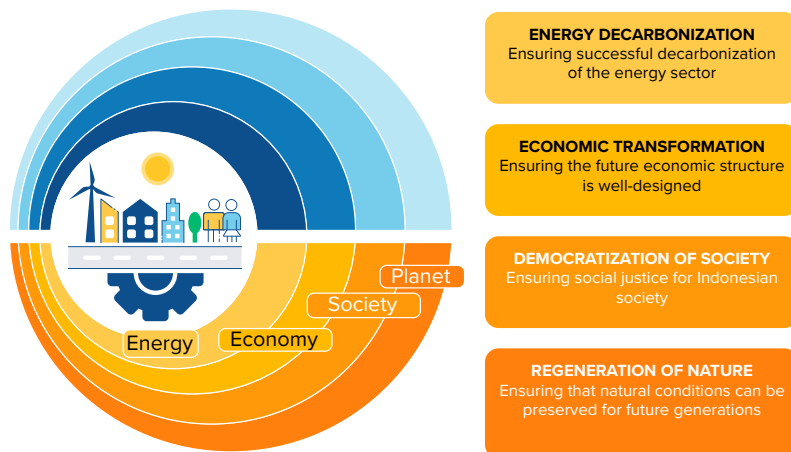 Planet
Society
Energy
Economy
ENERGY DECARBONIZATION
Ensuring successful decarbonization
of the energy sector
ECONOMIC TRANSFORMATION
Ensuring the future economic structure
is well-designed
DEMOCRATIZATION OF SOCIETY
Ensuring social justice for Indonesian
society
REGENERATION OF NATURE
Ensuring that natural conditions can be
preserved for future generations